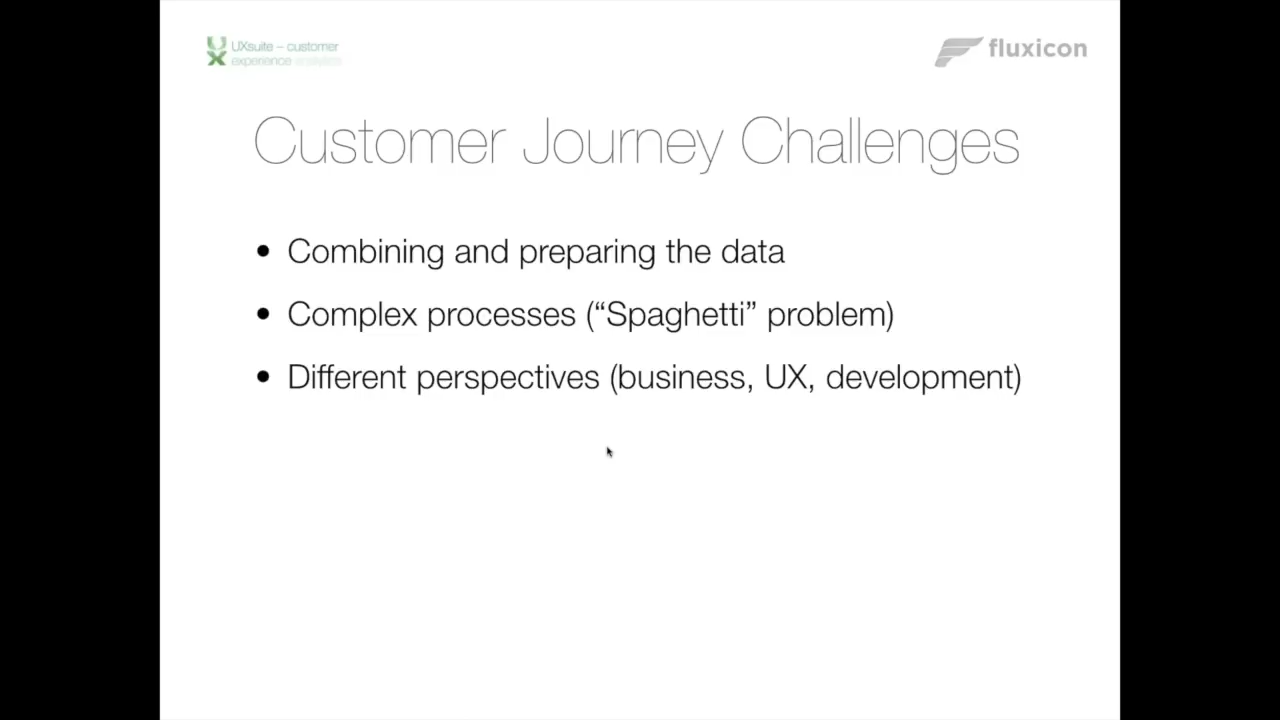 UXsuite – customer
experience analytics
fluxicon
Customer Journey Challenges
• Combining and preparing the data
• Complex processes (“Spaghetti” problem)
• Different perspectives (business, UX, development)